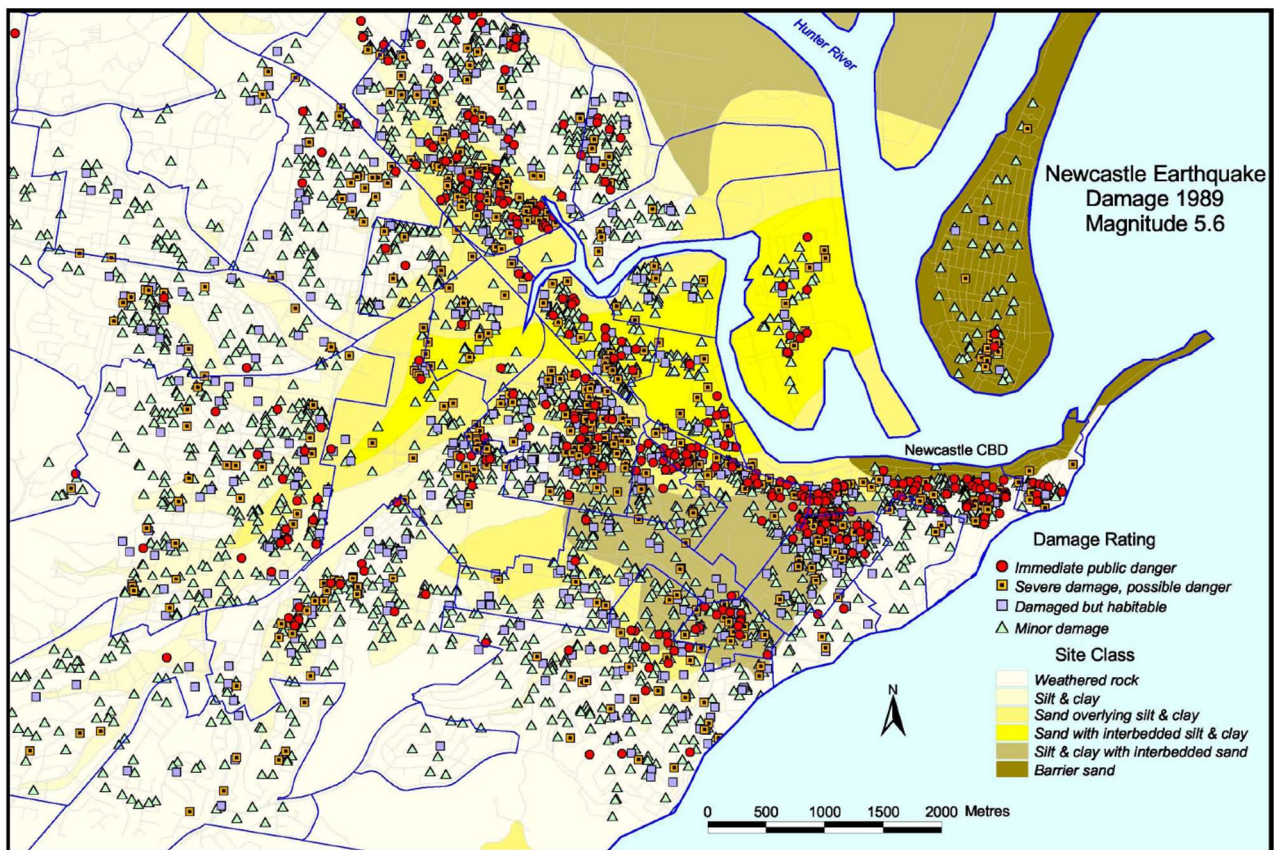 Hunter River
Newcastle Earthquake
Damage 1989
Magnitude 5.6
Newcastle CBD
Damage Rating
Immediate public danger
Severe damage, possible danger
Damaged but habitable
Minor damage
Site Class
Weathered rock
Silt & clay
Sand overlying silt & clay
Sand with interbedded silt & clay
Silt & clay with interbedded sand
Barrier sand
N
0 500 1000 1500 2000 Metres